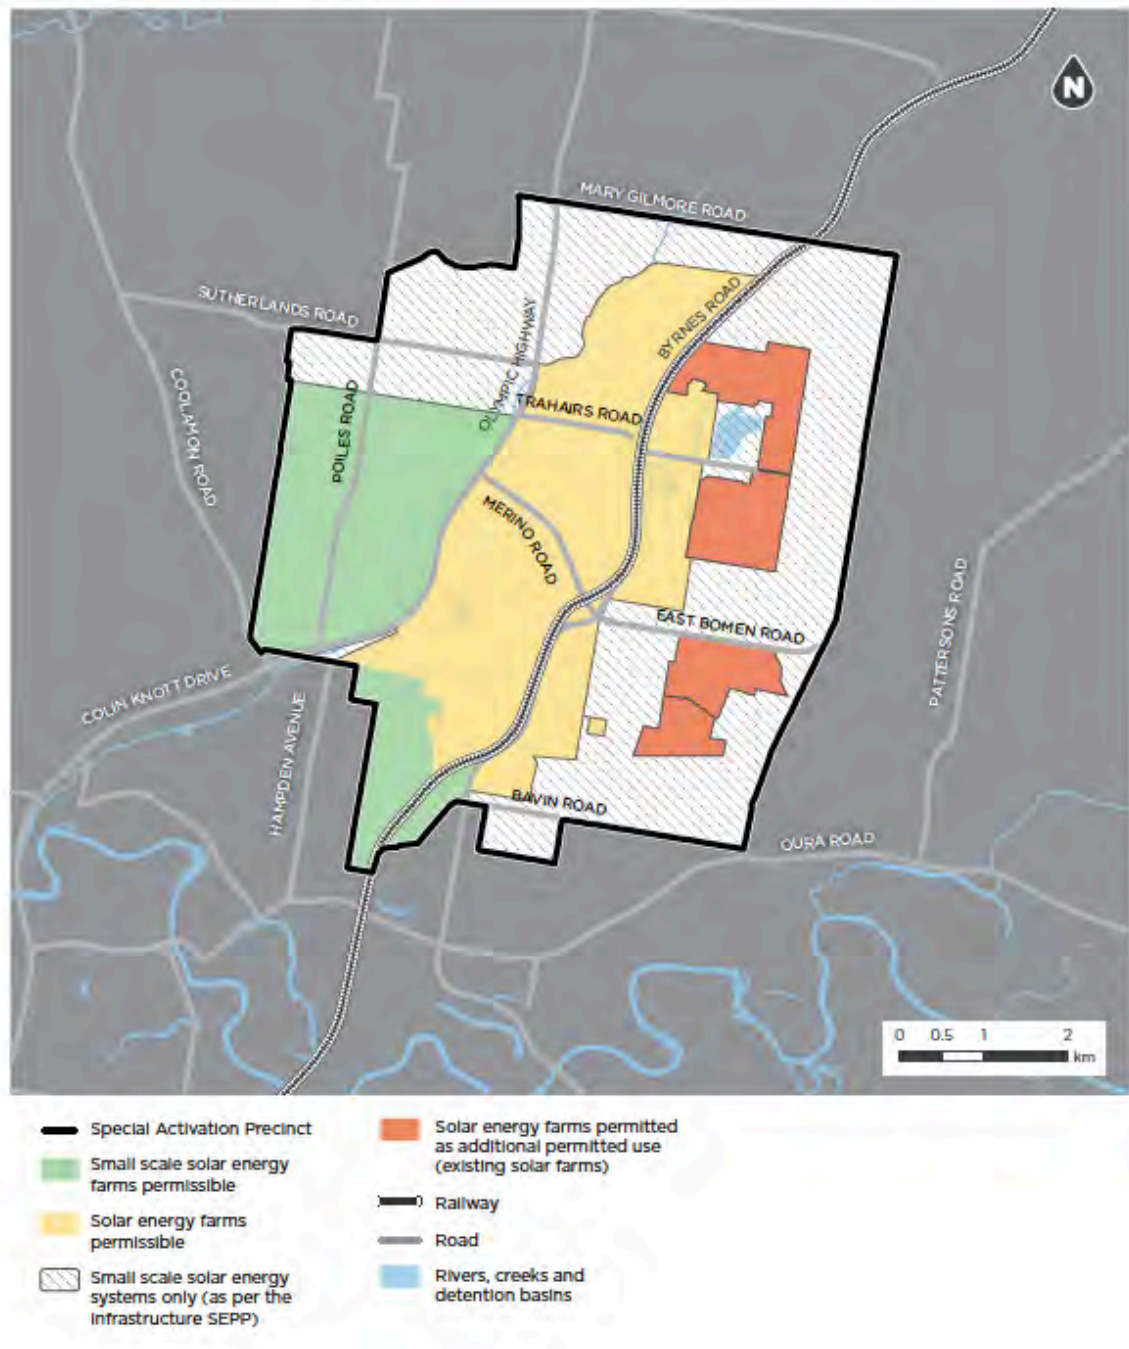 N
MARY GILMORE ROAD
SUTHERLANDS ROAD
BYRNES ROAD
OLYMPIC HIGHWAY
COOLAMON ROAD
POILES ROAD
TRAHAIRS ROAD
MERINO ROAD
EAST BOMEN ROAD
PATTERSONS ROAD
COLIN KNOTT DRIVE
HAMPDEN AVENUE
BAVIN ROAD
OURA ROAD
0 0.5 1 2
km
Special Activation Precinct
Small scale solar energy
farms permissible
Solar energy farms
permissible
Small scale solar energy
systems only (as per the
Infrastructure SEPP)
Solar energy farms permitted
as additional permitted use
(existing solar farms)
Railway
Road
Rivers, creeks and
detention basins